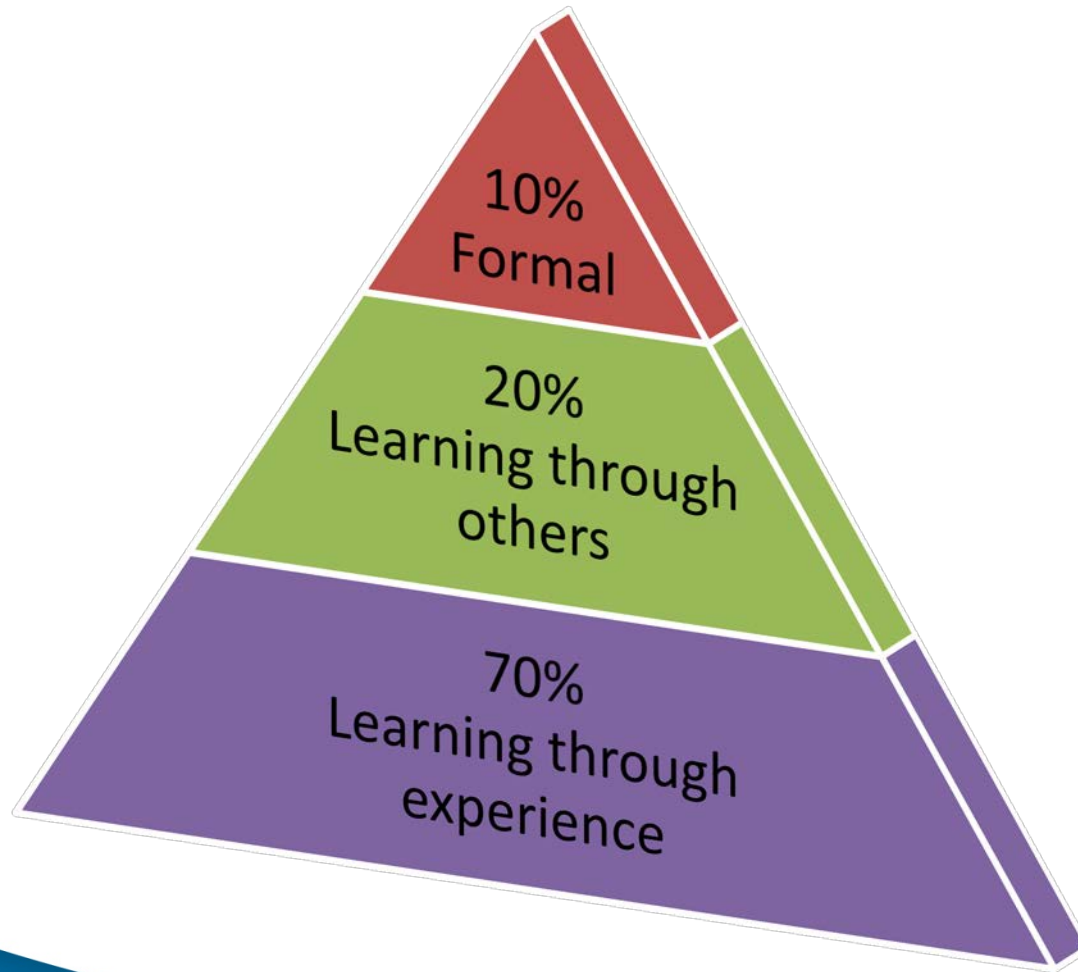 10%
Formal
20%
Learning through
others
70%
Learning through
experience